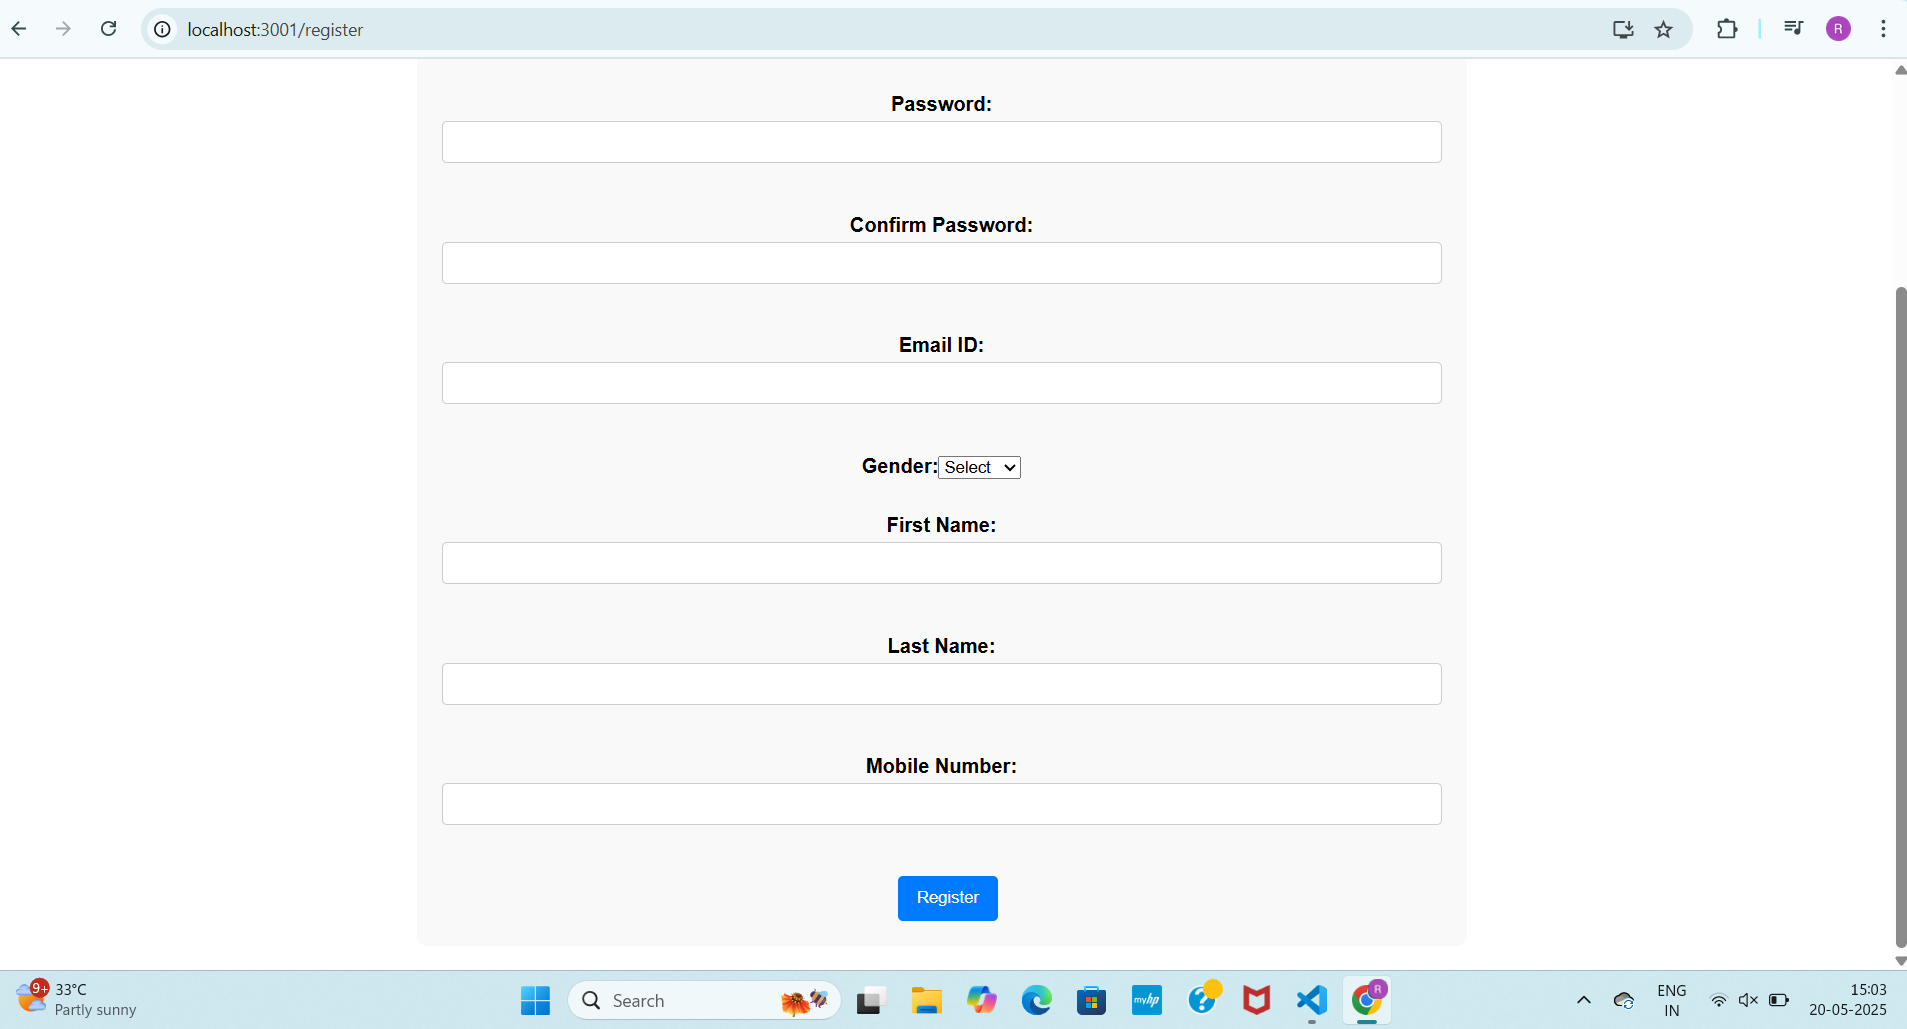 localhost:3001/register
R
Password:
Confirm Password:
Email ID:
Gender: Select
First Name:
Last Name:
Mobile Number:
Register
9+
33°C
Partly sunny
Search
myhp
?
R
ENG
IN
15:03
20-05-2025